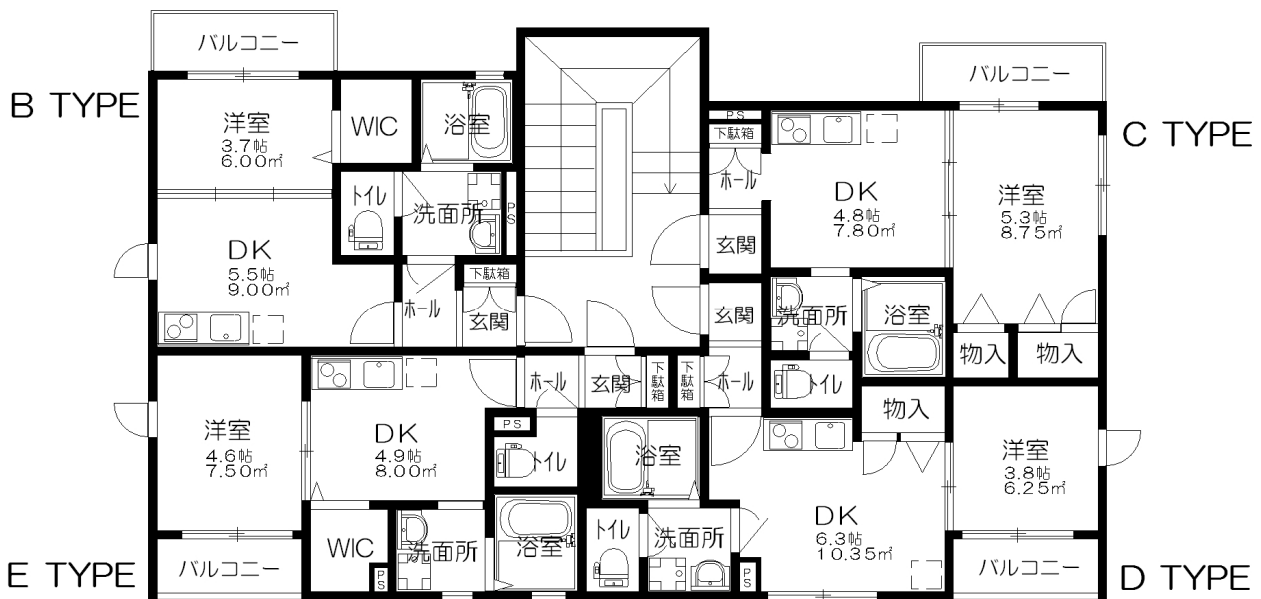 B TYPE
バルコニー
洋室
3.7帖
6.00㎡
WIC
浴室
トイレ
洗面所
PS
DK
5.5帖
9.00㎡
ホール
下駄箱
玄関
C TYPE
バルコニー
PS
下駄箱
ホール
玄関
DK
4.8帖
7.80㎡
洋室
5.3帖
8.75㎡
洗面所
浴室
トイレ
物入
物入
E TYPE
洋室
4.6帖
7.50㎡
バルコニー
DK
4.9帖
8.00㎡
ホール
玄関
下駄箱
PS
トイレ
WIC
PS
洗面所
浴室
D TYPE
玄関
下駄箱
ホール
物入
浴室
トイレ
洗面所
PS
DK
6.3帖
10.35㎡
洋室
3.8帖
6.25㎡
バルコニー